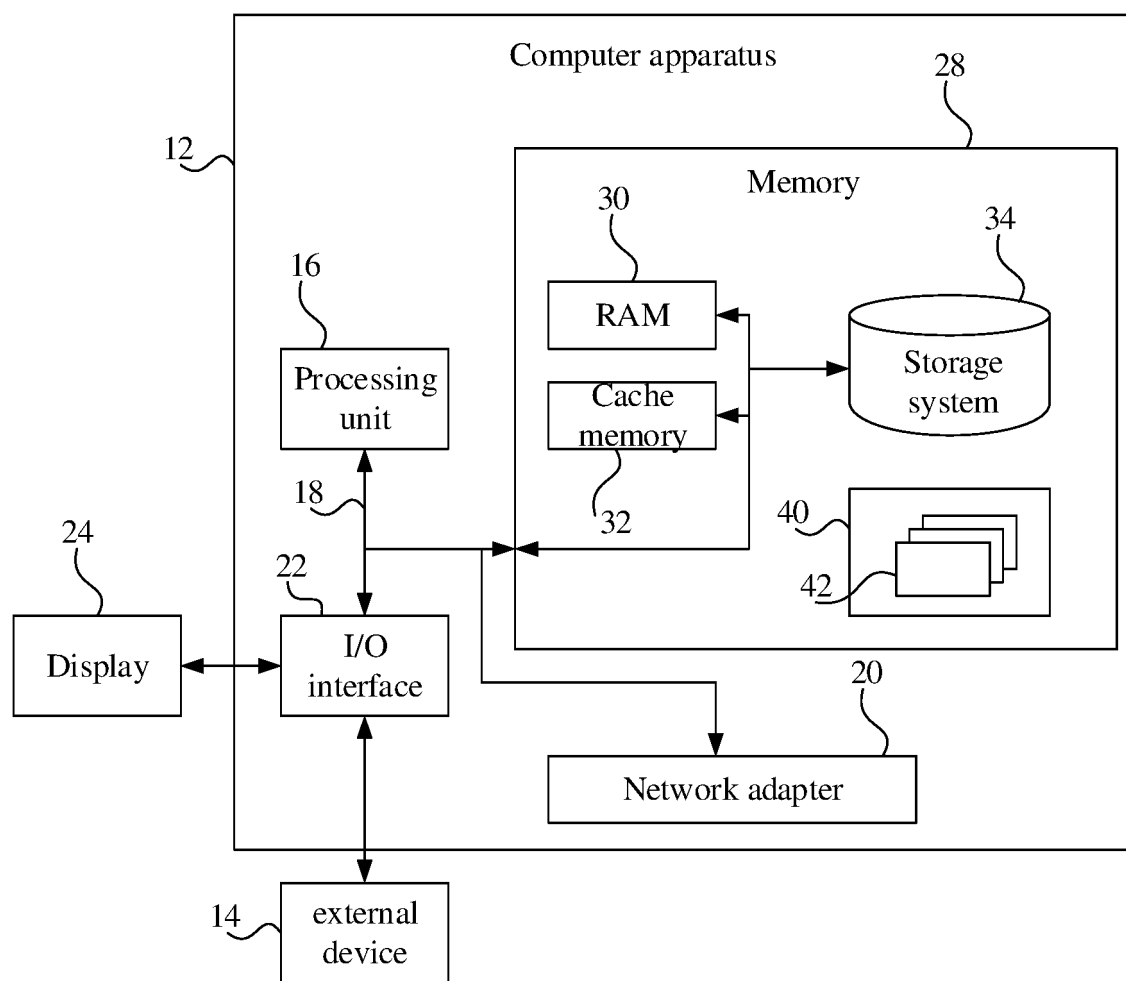 Computer apparatus
28
12
Memory
30
34
16
RAM
Storage
system
Processing
unit
Cache
memory
18
32
40
24
22
42
Display
I/O
interface
20
Network adapter
14
external
device